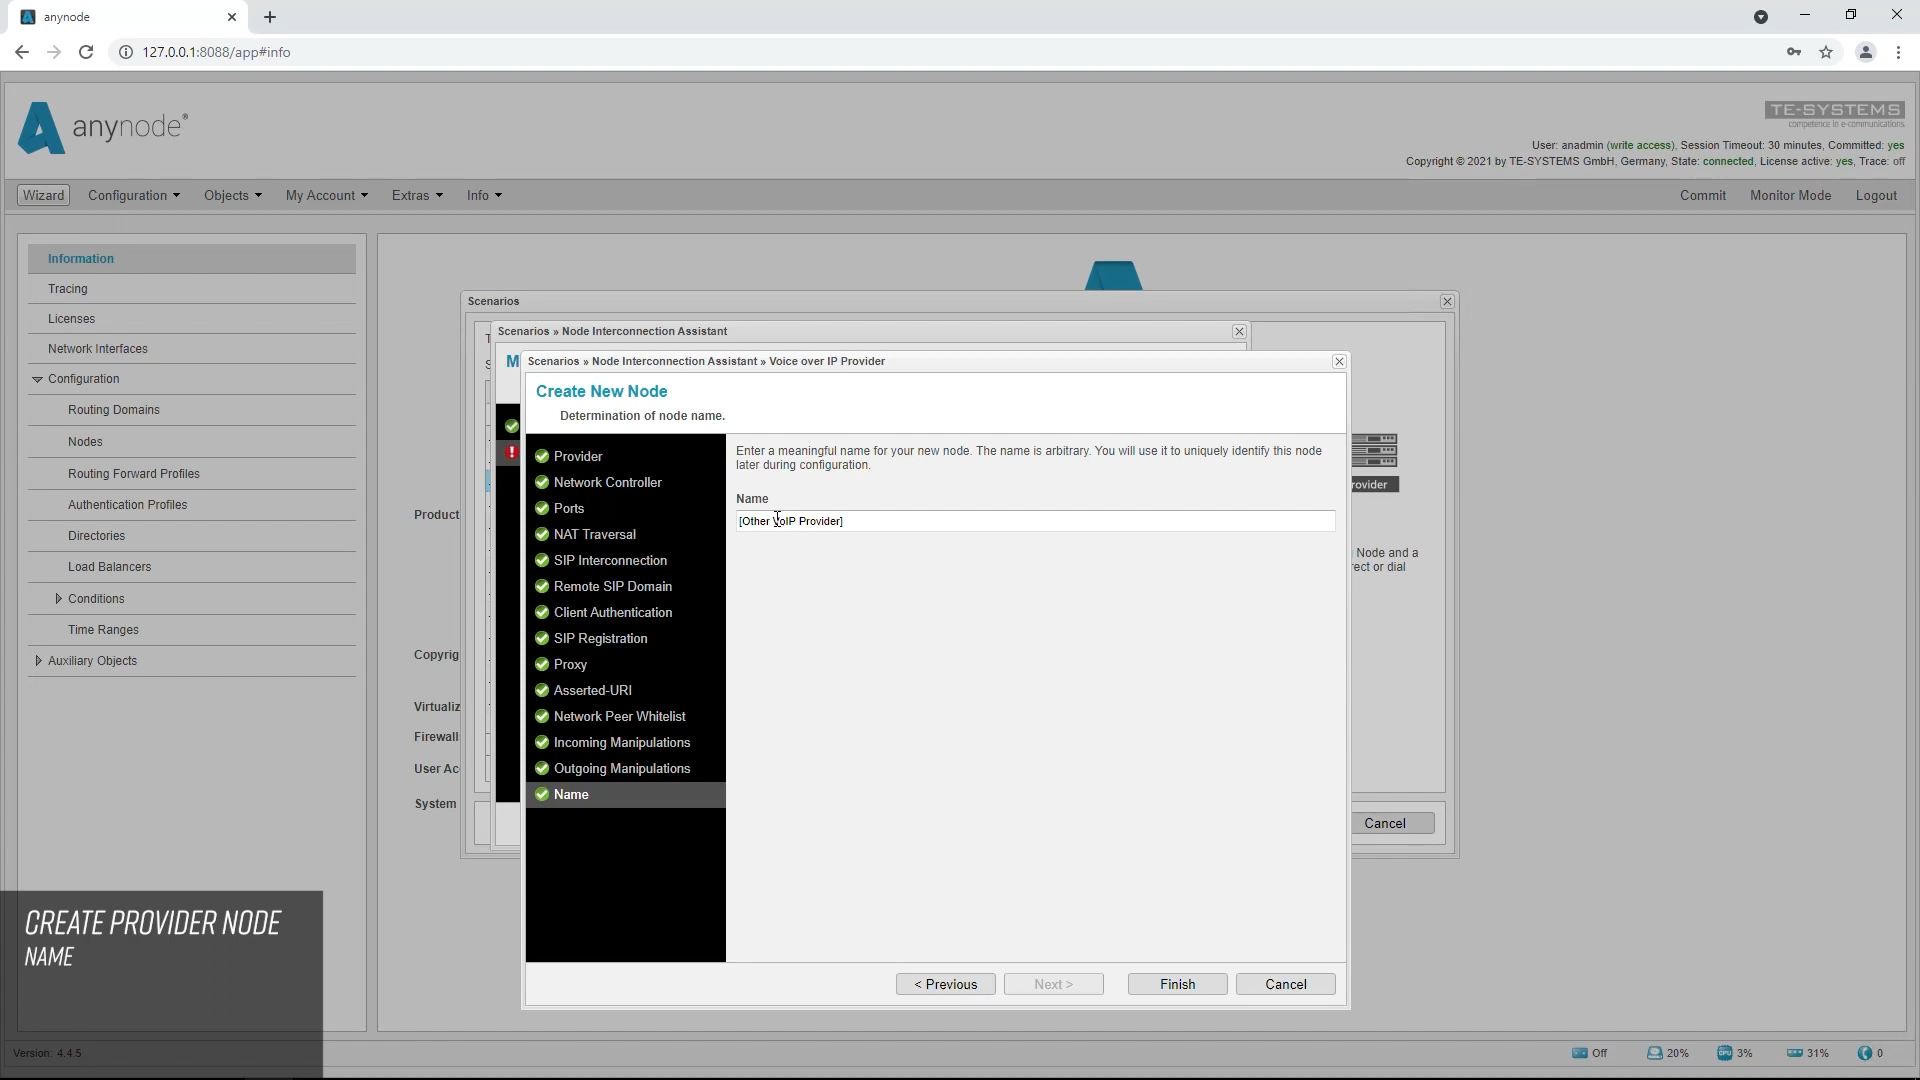 anynode
127.0.0.1:8088/app#info
anynode®
TE-SYSTEMS
competence in e-communications
User: anadmin (write access), Session Timeout: 30 minutes, Committed: yes
Copyright © 2021 by TE-SYSTEMS GmbH, Germany, State: connected, License active: yes, Trace: off
Wizard Configuration Objects My Account Extras Info Commit Monitor Mode Logout
Information
Tracing
Licenses
Network Interfaces
Configuration
Routing Domains
Nodes
Routing Forward Profiles
Authentication Profiles
Directories
Load Balancers
Conditions
Time Ranges
Auxiliary Objects
Product
Copyrig
Virtualiz
Firewall
User Ac
System
Scenarios
Scenarios » Node Interconnection Assistant
M
Scenarios » Node Interconnection Assistant » Voice over IP Provider
Create New Node
Determination of node name.
Provider
Network Controller
Ports
NAT Traversal
SIP Interconnection
Remote SIP Domain
Client Authentication
SIP Registration
Proxy
Asserted-URI
Network Peer Whitelist
Incoming Manipulations
Outgoing Manipulations
Name
Enter a meaningful name for your new node. The name is arbitrary. You will use it to uniquely identify this node
later during configuration.
Name
[Other VoIP Provider]
< Previous Next > Finish Cancel
rovider
Node and a
rect or dial
Cancel
CREATE PROVIDER NODE
NAME
Version: 4.4.5
Off 20% CPU 3% 31% 0